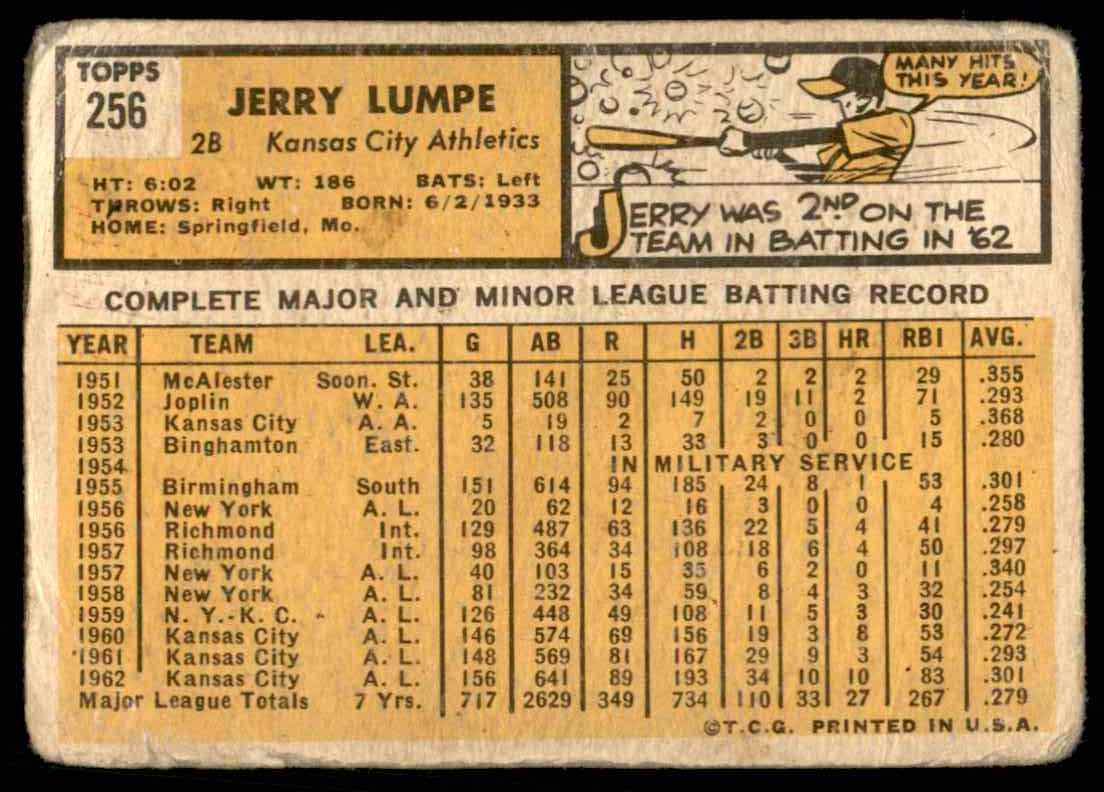 TOPPS
256
JERRY LUMPE
2B Kansas City Athletics
HT: 6:02 WT: 186 BATS: Left
THROWS: Right BORN: 6/2/1933
HOME: Springfield, Mo.
MANY HITS
THIS YEAR!
JERRY WAS 2ND ON THE
TEAM IN BATTING IN '62
COMPLETE MAJOR AND MINOR LEAGUE BATTING RECORD
YEAR TEAM LEA. G AB R H 2B 3B HR RBI AVG.
1951 McAlester Soon. St. 38 141 25 50 2 2 2 29 .355
1952 Joplin W. A. 135 508 90 149 19 11 2 71 .293
1953 Kansas City A. A. 5 19 2 7 2 0 0 5 .368
1953 Binghamton East. 32 118 13 33 3 0 0 15 .280
1954 IN MILITARY SERVICE
1955 Birmingham South 151 614 94 185 24 8 1 53 .301
1956 New York A. L. 20 62 12 16 3 0 0 4 .258
1956 Richmond Int. 129 487 63 136 22 5 4 41 .279
1957 Richmond Int. 98 364 34 108 18 6 4 50 .297
1957 New York A. L. 40 103 15 35 6 2 0 11 .340
1958 New York A. L. 81 232 34 59 8 4 3 32 .254
1959 N. Y.-K. C. A. L. 126 448 49 108 11 5 3 30 .241
1960 Kansas City A. L. 146 574 69 156 19 3 8 53 .272
1961 Kansas City A. L. 148 569 81 167 29 9 3 54 .293
1962 Kansas City A. L. 156 641 89 193 34 10 10 83 .301
Major League Totals 7 Yrs. 717 2629 349 734 110 33 27 267 .279
©T.C.G. PRINTED IN U.S.A.